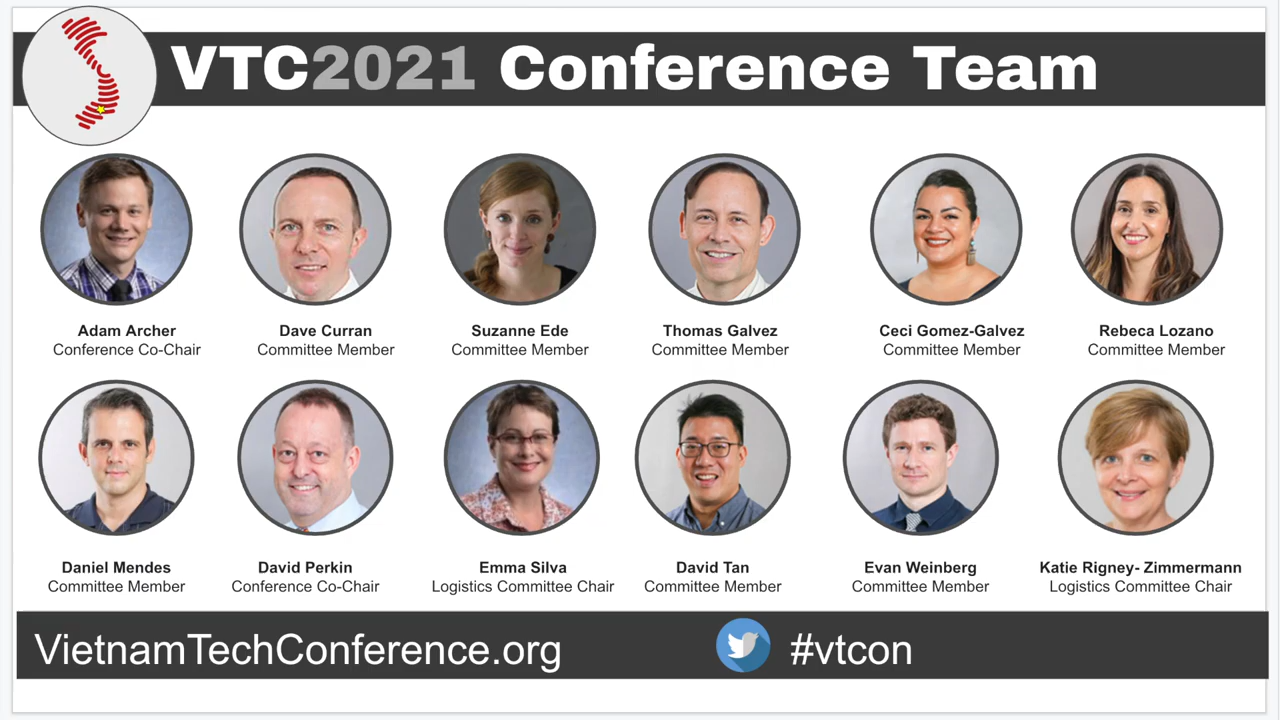 VTC2021 Conference Team
Adam Archer
Conference Co-Chair
Dave Curran
Committee Member
Suzanne Ede
Committee Member
Thomas Galvez
Committee Member
Ceci Gomez-Galvez
Committee Member
Rebeca Lozano
Committee Member
Daniel Mendes
Committee Member
David Perkin
Conference Co-Chair
Emma Silva
Logistics Committee Chair
David Tan
Committee Member
Evan Weinberg
Committee Member
Katie Rigney- Zimmermann
Logistics Committee Chair
VietnamTechConference.org
#vtcon